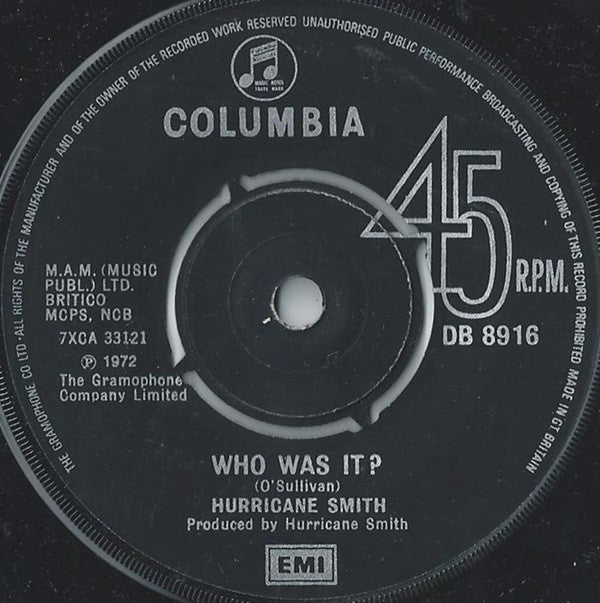 THE GRAMOPHONE CO LTD·ALL RIGHTS OF THE MANUFACTURER AND OF THE OWNER OF THE RECORDED WORK RESERVED UNAUTHORISED PUBLIC PERFORMANCE BROADCASTING AND COPYING OF THIS RECORD PROHIBITED MADE IN GT BRITAIN
MAGIC NOTES
TRADE MARK
COLUMBIA
45 R.P.M.
M.A.M. (MUSIC
PUBL.) LTD.
BRITICO
MCPS, NCB
7XCA 33121
DB 8916
Ⓟ 1972
The Gramophone
Company Limited
WHO WAS IT?
(O'Sullivan)
HURRICANE SMITH
Produced by Hurricane Smith
EMI